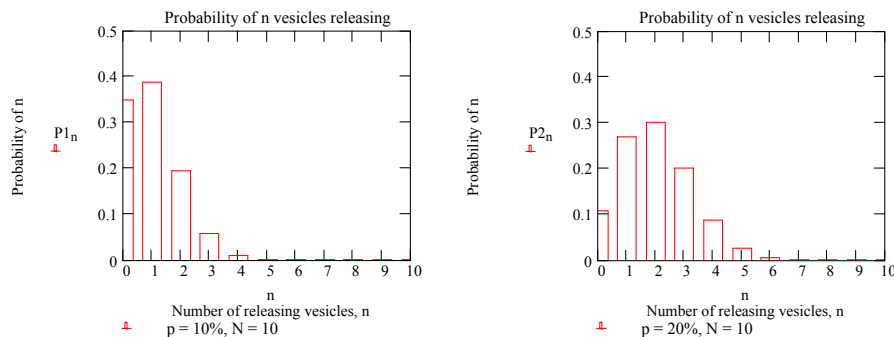 Probability of n vesicles releasing
0.5
0.4
0.3
0.2
0.1
0
Probability of n
P1n
0 1 2 3 4 5 6 7 8 9 10
n
Number of releasing vesicles, n
p = 10%, N = 10
Probability of n vesicles releasing
0.5
0.4
0.3
0.2
0.1
0
Probability of n
P2n
0 1 2 3 4 5 6 7 8 9 10
n
Number of releasing vesicles, n
p = 20%, N = 10